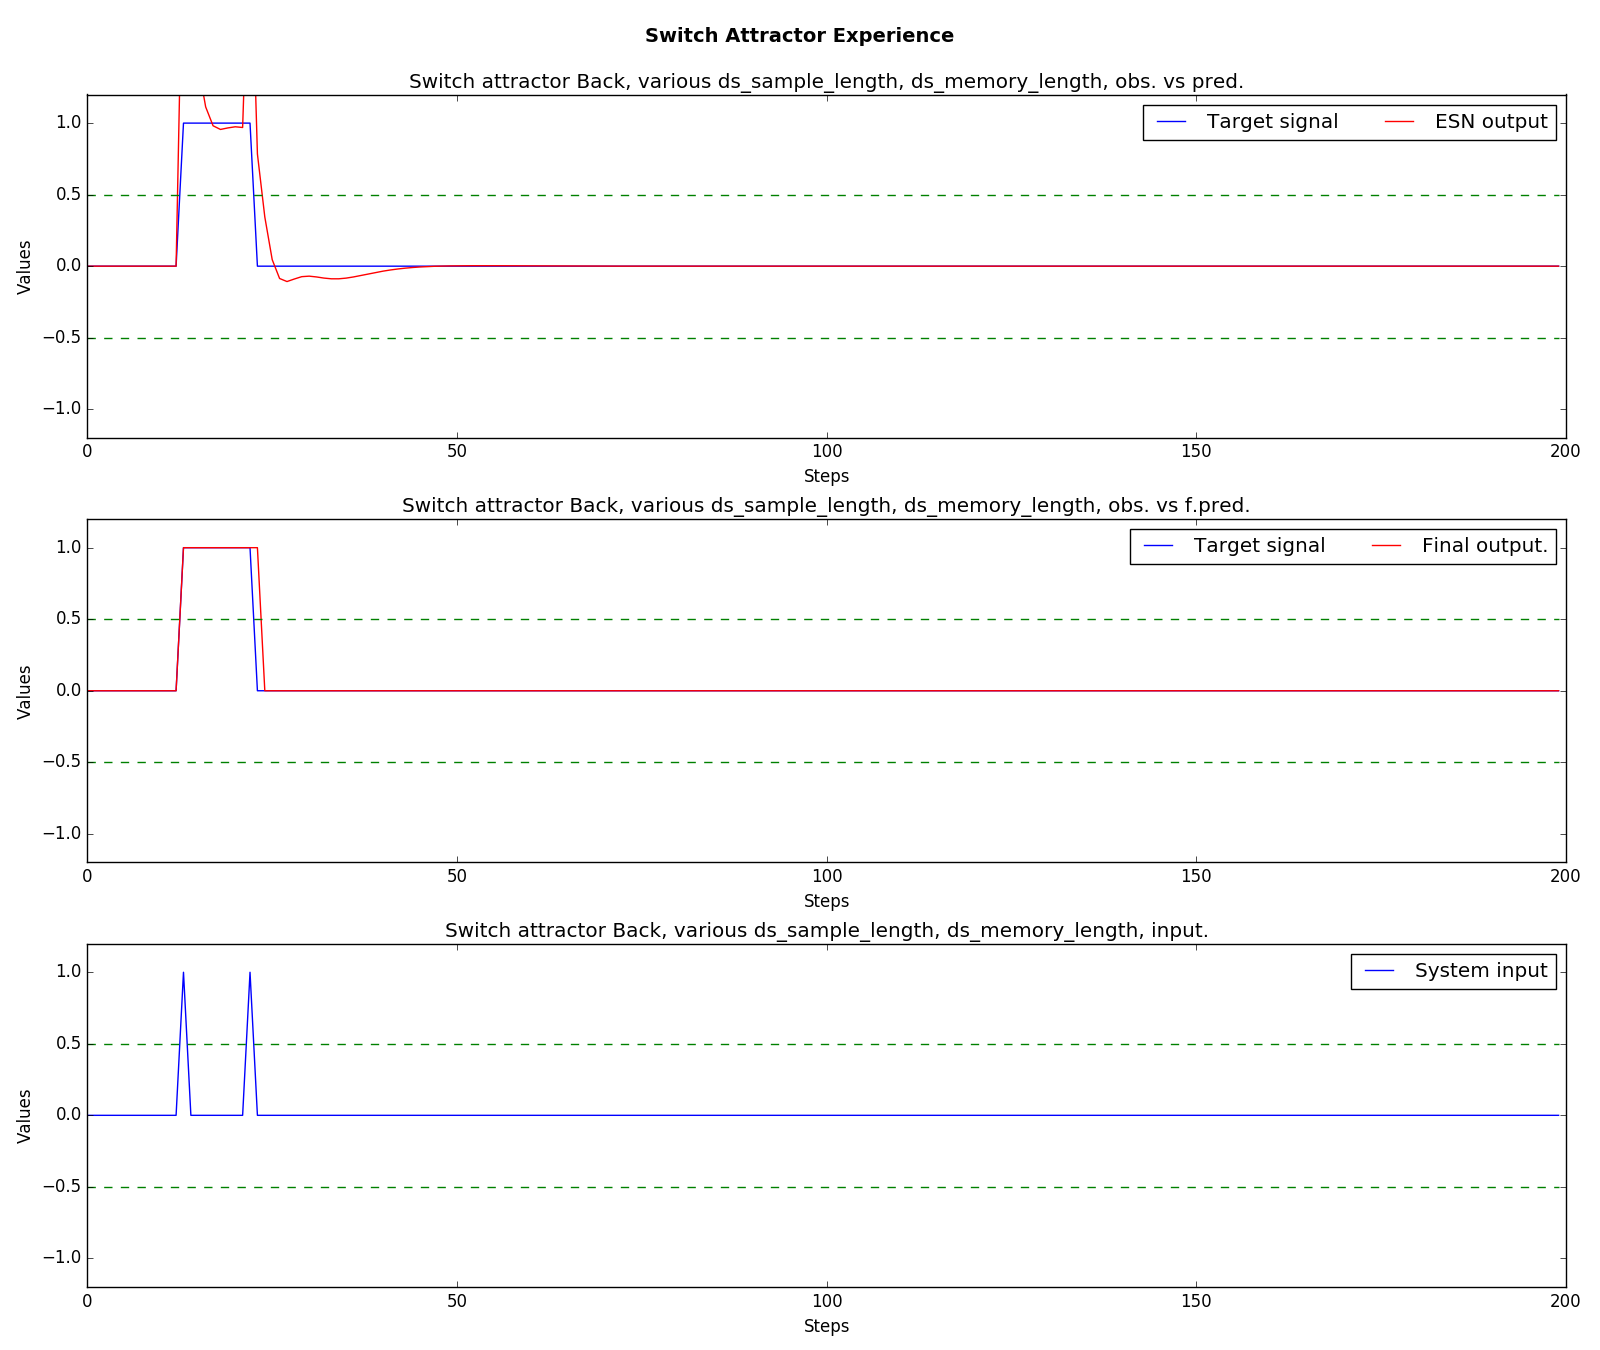 Switch Attractor Experience
Switch attractor Back, various ds_sample_length, ds_memory_length, obs. vs pred.
Target signal ESN output
1.0
0.5
0.0
−0.5
−1.0
Values
0 50 100 150 200
Steps
Switch attractor Back, various ds_sample_length, ds_memory_length, obs. vs f.pred.
Target signal Final output.
1.0
0.5
0.0
−0.5
−1.0
Values
0 50 100 150 200
Steps
Switch attractor Back, various ds_sample_length, ds_memory_length, input.
System input
1.0
0.5
0.0
−0.5
−1.0
Values
0 50 100 150 200
Steps